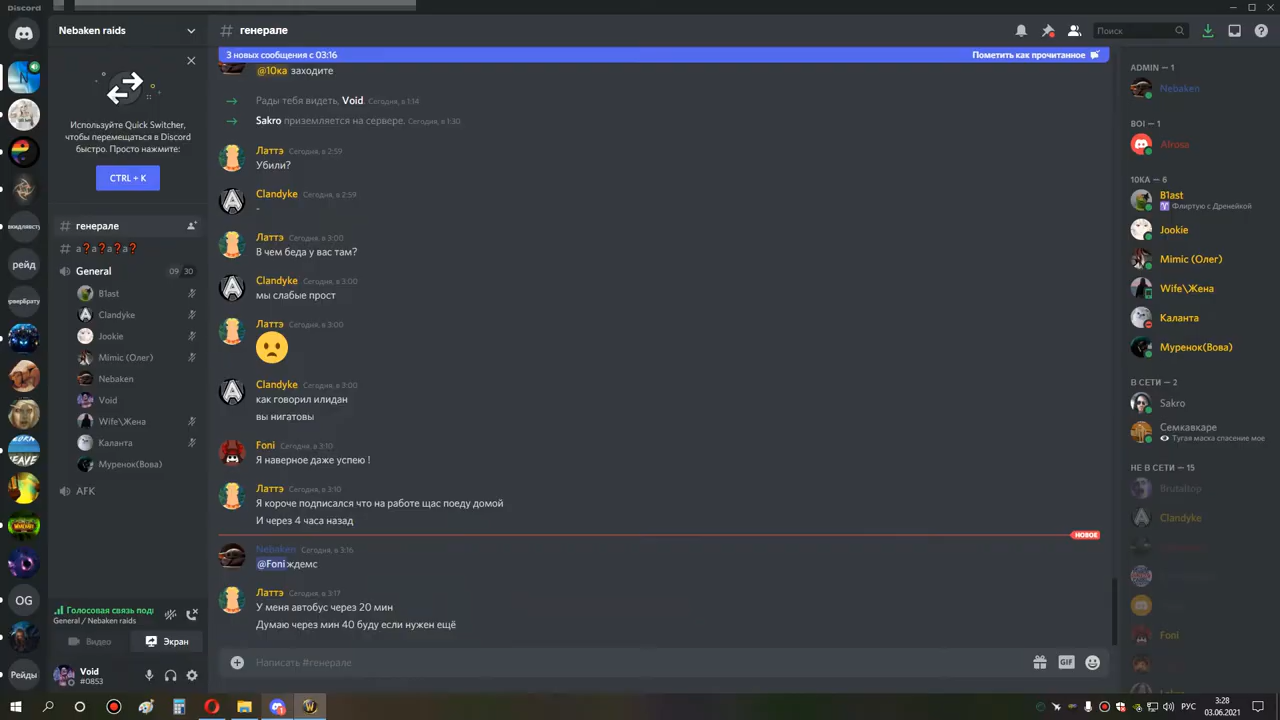 Discord
Nebaken raids
Используйте Quick Switcher,
чтобы перемещаться в Discord
быстро. Просто нажмите:
CTRL + K
генерале
а❓а❓а❓а❓
General
09 30
B1ast
Clandyke
Jookie
Mimic (Олег)
Nebaken
Void
Wife\Жена
Каланта
Муренок(Вова)
AFK
Голосовая связь под
General / Nebaken raids
Видео
Экран
Void
#0853
рейд
OG
Рейды
# генерале
Поиск
3 новых сообщения с 03:16
Пометить как прочитанное
@10ка заходите
Рады тебя видеть, Void. Сегодня, в 1:14
Sakro приземляется на сервере. Сегодня, в 1:30
Латтэ Сегодня, в 2:59
Убили?
Clandyke Сегодня, в 2:59
-
Латтэ Сегодня, в 3:00
В чем беда у вас там?
Clandyke Сегодня, в 3:00
мы слабые прост
Латтэ Сегодня, в 3:00
Clandyke Сегодня, в 3:00
как говорил илидан
вы нигатовы
Foni Сегодня, в 3:10
Я наверное даже успею !
Латтэ Сегодня, в 3:10
Я короче подписался что на работе щас поеду домой
И через 4 часа назад
НОВОЕ
Nebaken Сегодня, в 3:16
@Foni ждемс
Латтэ Сегодня, в 3:17
У меня автобус через 20 мин
Думаю через мин 40 буду если нужен ещё
Написать #генерале
GIF
ADMIN — 1
Nebaken
BOI — 1
Alrosa
10КА — 6
B1ast
Флиртую с Дренейкой
Jookie
Mimic (Олег)
Wife\Жена
Каланта
Муренок(Вова)
В СЕТИ — 2
Sakro
Семкавкаре
Тугая маска спасение мое
НЕ В СЕТИ — 15
Brutaltop
Clandyke
Foni
РУС
3:28
03.06.2021